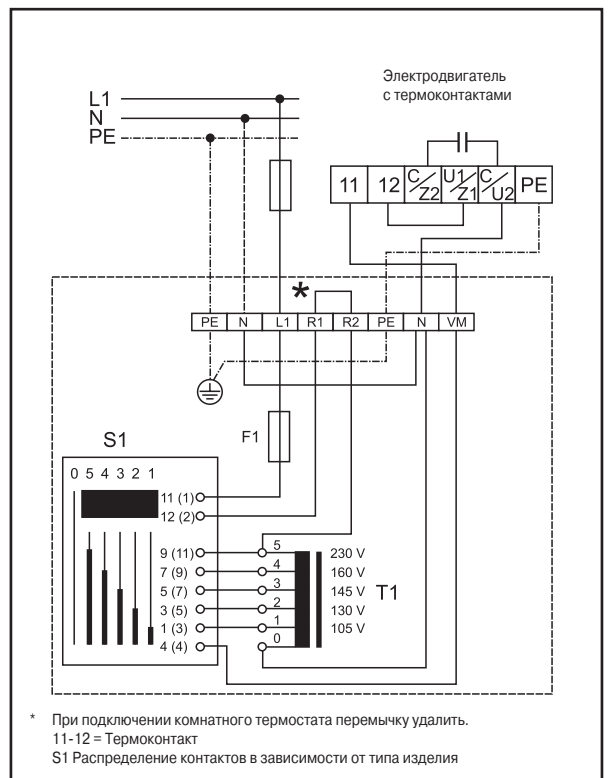 Электродвигатель
с термоконтактами
L1
N
PE
11 12 C/Z2 U1/Z1 C/U2 PE
*
PE N L1 R1 R2 PE N VM
F1
S1
0 5 4 3 2 1
11 (1)
12 (2)
9 (11) 5 230 V
7 (9) 4 160 V
5 (7) 3 145 V
3 (5) 2 130 V
1 (3) 1 105 V
4 (4) 0
T1
* При подключении комнатного термостата перемычку удалить.
11-12 = Термоконтакт
S1 Распределение контактов в зависимости от типа изделия